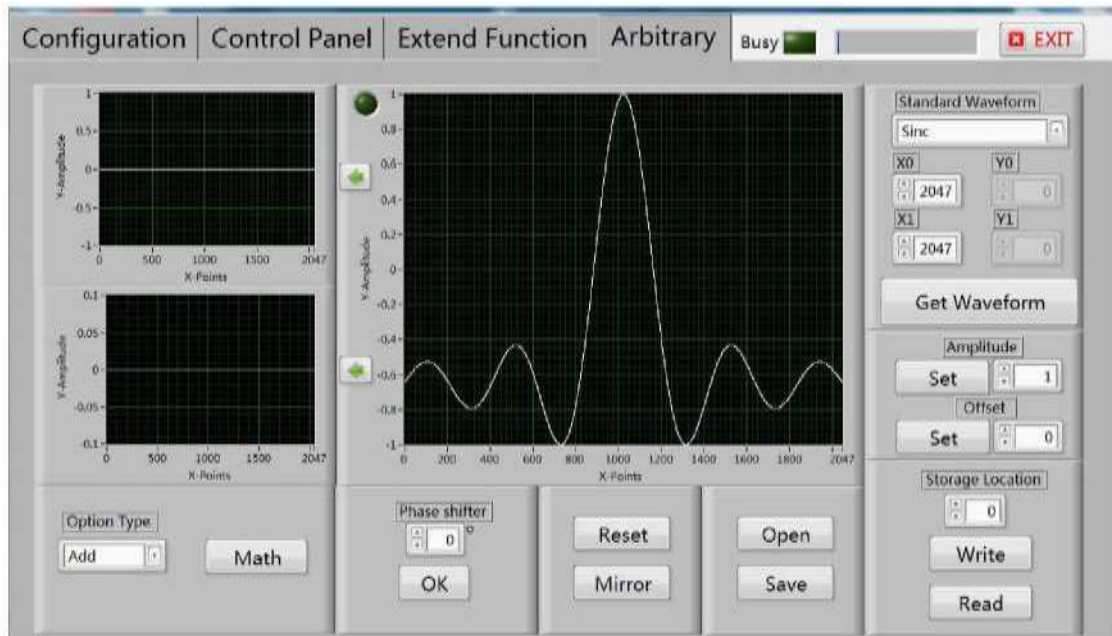 Configuration
Control Panel
Extend Function
Arbitrary
Busy
EXIT
1
0.5
0
-0.5
-1
Y-Amplitude
0 500 1000 1500 2047
X-Points
0.1
0.05
0
-0.05
-0.1
Y-Amplitude
0 500 1000 1500 2047
X-Points
1
0.8
0.6
0.4
0.2
0
-0.2
-0.4
-0.6
-0.8
-1
Y-Amplitude
0 200 400 600 800 1000 1200 1400 1600 1800 2047
X-Points
Standard Waveform
Sinc
X0 Y0
2047 0
X1 Y1
2047 0
Get Waveform
Amplitude
Set 1
Offset
Set 0
Option Type
Add
Math
Phase shifter
0 °
OK
Reset
Mirror
Open
Save
Storage Location
0
Write
Read